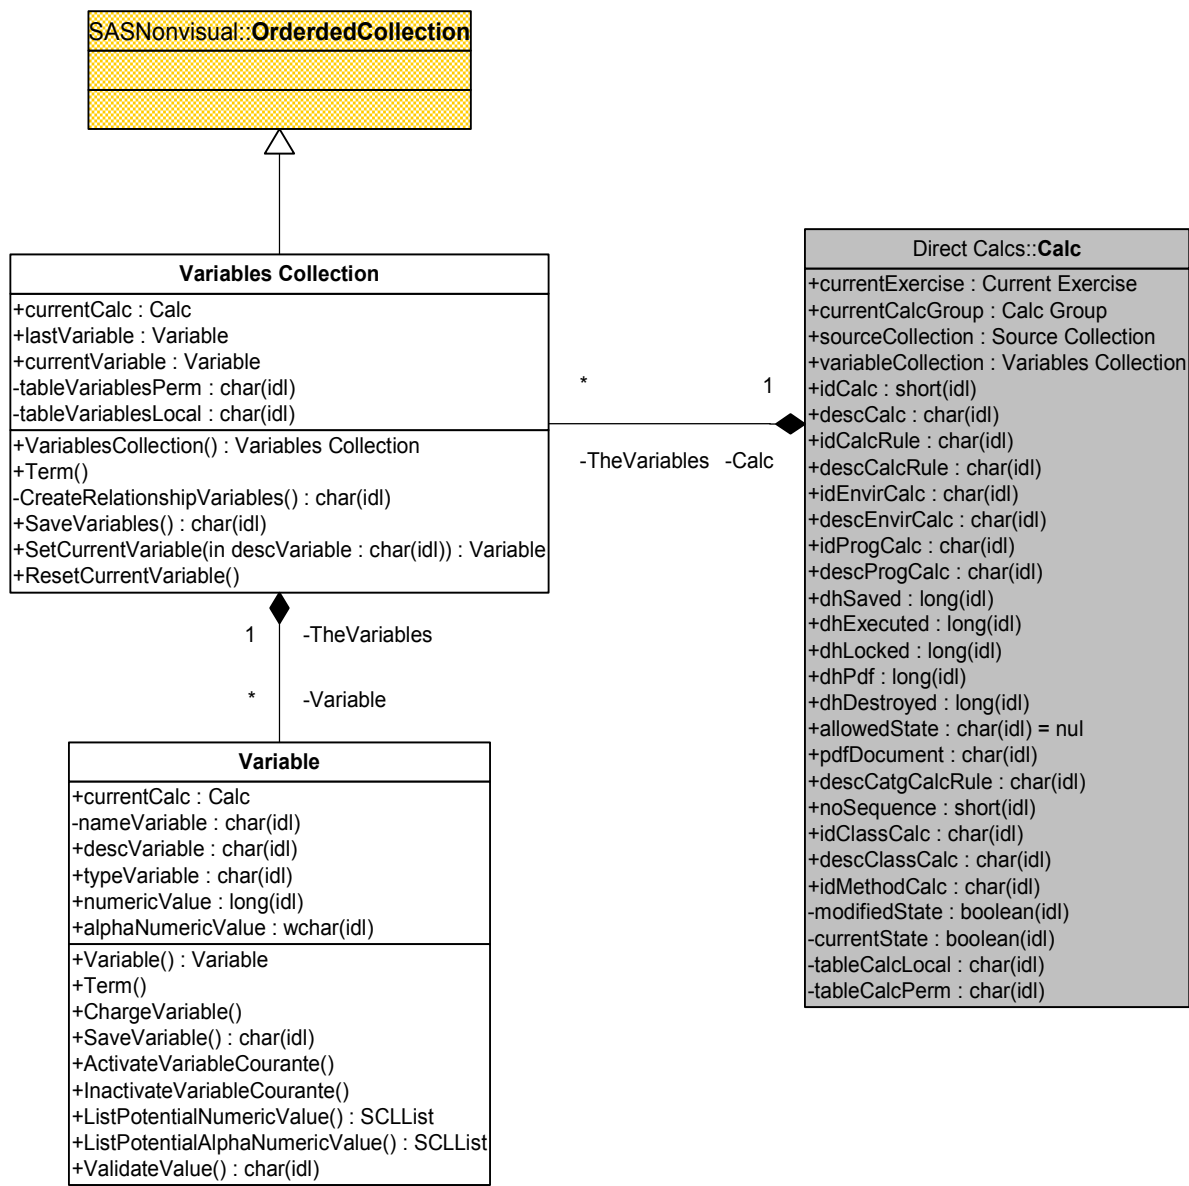 SASNonvisual::OrderdedCollection
Variables Collection
+currentCalc : Calc
+lastVariable : Variable
+currentVariable : Variable
-tableVariablesPerm : char(idl)
-tableVariablesLocal : char(idl)
+VariablesCollection() : Variables Collection
+Term()
-CreateRelationshipVariables() : char(idl)
+SaveVariables() : char(idl)
+SetCurrentVariable(in descVariable : char(idl)) : Variable
+ResetCurrentVariable()
* 1
-TheVariables -Calc
1 -TheVariables
* -Variable
Variable
+currentCalc : Calc
-nameVariable : char(idl)
+descVariable : char(idl)
+typeVariable : char(idl)
+numericValue : long(idl)
+alphaNumericValue : wchar(idl)
+Variable() : Variable
+Term()
+ChargeVariable()
+SaveVariable() : char(idl)
+ActivateVariableCourante()
+InactivateVariableCourante()
+ListPotentialNumericValue() : SCLList
+ListPotentialAlphaNumericValue() : SCLList
+ValidateValue() : char(idl)
Direct Calcs::Calc
+currentExercise : Current Exercise
+currentCalcGroup : Calc Group
+sourceCollection : Source Collection
+variableCollection : Variables Collection
+idCalc : short(idl)
+descCalc : char(idl)
+idCalcRule : char(idl)
+descCalcRule : char(idl)
+idEnvirCalc : char(idl)
+descEnvirCalc : char(idl)
+idProgCalc : char(idl)
+descProgCalc : char(idl)
+dhSaved : long(idl)
+dhExecuted : long(idl)
+dhLocked : long(idl)
+dhPdf : long(idl)
+dhDestroyed : long(idl)
+allowedState : char(idl) = nul
+pdfDocument : char(idl)
+descCatgCalcRule : char(idl)
+noSequence : short(idl)
+idClassCalc : char(idl)
+descClassCalc : char(idl)
+idMethodCalc : char(idl)
-modifiedState : boolean(idl)
-currentState : boolean(idl)
-tableCalcLocal : char(idl)
-tableCalcPerm : char(idl)